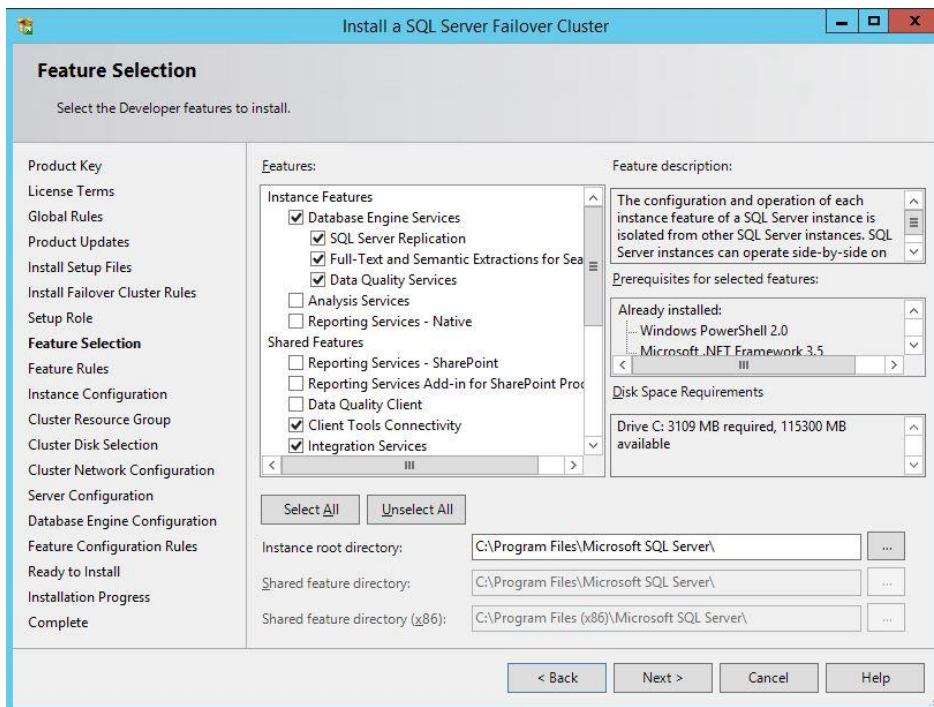 Install a SQL Server Failover Cluster
Feature Selection
Select the Developer features to install.
Product Key
License Terms
Global Rules
Product Updates
Install Setup Files
Install Failover Cluster Rules
Setup Role
Feature Selection
Feature Rules
Instance Configuration
Cluster Resource Group
Cluster Disk Selection
Cluster Network Configuration
Server Configuration
Database Engine Configuration
Feature Configuration Rules
Ready to Install
Installation Progress
Complete
Features:
Instance Features
Database Engine Services
SQL Server Replication
Full-Text and Semantic Extractions for Sea
Data Quality Services
Analysis Services
Reporting Services - Native
Shared Features
Reporting Services - SharePoint
Reporting Services Add-in for SharePoint Proc
Data Quality Client
Client Tools Connectivity
Integration Services
Feature description:
The configuration and operation of each
instance feature of a SQL Server instance is
isolated from other SQL Server instances. SQL
Server instances can operate side-by-side on
Prerequisites for selected features:
Already installed:
Windows PowerShell 2.0
Microsoft .NET Framework 3.5
Disk Space Requirements
Drive C: 3109 MB required, 115300 MB
available
Select All
Unselect All
Instance root directory:
C:\Program Files\Microsoft SQL Server\
...
Shared feature directory:
C:\Program Files\Microsoft SQL Server\
...
Shared feature directory (x86):
C:\Program Files (x86)\Microsoft SQL Server\
...
< Back
Next >
Cancel
Help